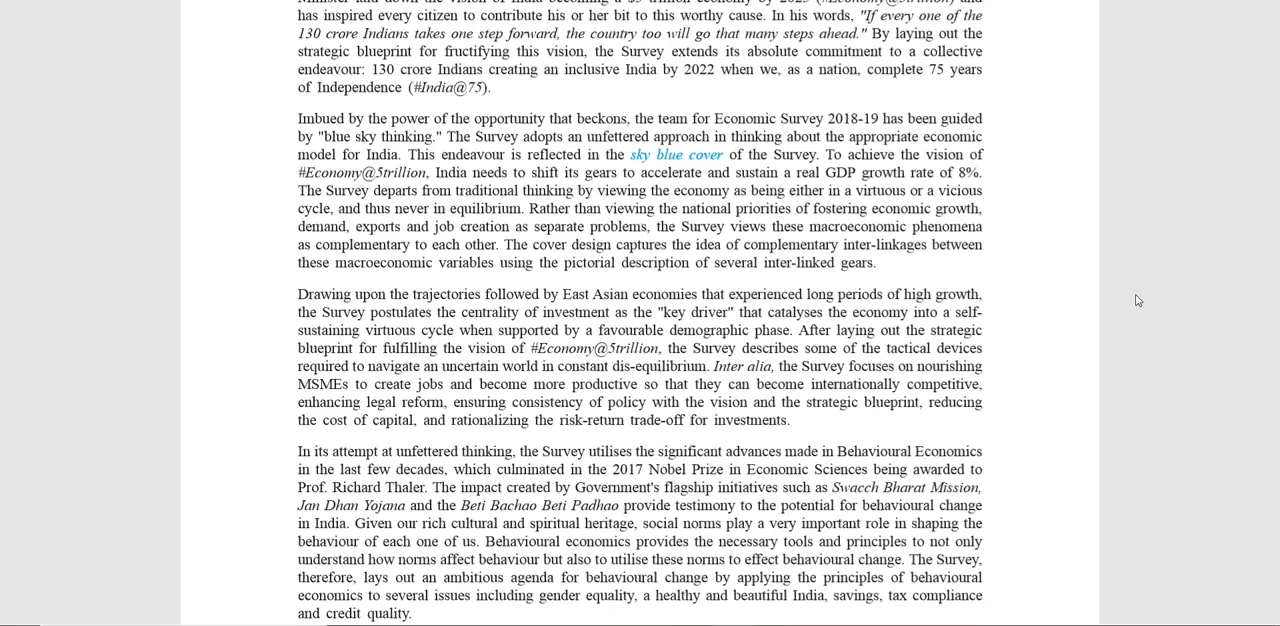 has inspired every citizen to contribute his or her bit to this worthy cause. In his words, "If every one of the
130 crore Indians takes one step forward, the country too will go that many steps ahead." By laying out the
strategic blueprint for fructifying this vision, the Survey extends its absolute commitment to a collective
endeavour: 130 crore Indians creating an inclusive India by 2022 when we, as a nation, complete 75 years
of Independence (#India@75).
Imbued by the power of the opportunity that beckons, the team for Economic Survey 2018-19 has been guided
by "blue sky thinking." The Survey adopts an unfettered approach in thinking about the appropriate economic
model for India. This endeavour is reflected in the sky blue cover of the Survey. To achieve the vision of
#Economy@5trillion, India needs to shift its gears to accelerate and sustain a real GDP growth rate of 8%.
The Survey departs from traditional thinking by viewing the economy as being either in a virtuous or a vicious
cycle, and thus never in equilibrium. Rather than viewing the national priorities of fostering economic growth,
demand, exports and job creation as separate problems, the Survey views these macroeconomic phenomena
as complementary to each other. The cover design captures the idea of complementary inter-linkages between
these macroeconomic variables using the pictorial description of several inter-linked gears.
Drawing upon the trajectories followed by East Asian economies that experienced long periods of high growth,
the Survey postulates the centrality of investment as the "key driver" that catalyses the economy into a self-
sustaining virtuous cycle when supported by a favourable demographic phase. After laying out the strategic
blueprint for fulfilling the vision of #Economy@5trillion, the Survey describes some of the tactical devices
required to navigate an uncertain world in constant dis-equilibrium. Inter alia, the Survey focuses on nourishing
MSMEs to create jobs and become more productive so that they can become internationally competitive,
enhancing legal reform, ensuring consistency of policy with the vision and the strategic blueprint, reducing
the cost of capital, and rationalizing the risk-return trade-off for investments.
In its attempt at unfettered thinking, the Survey utilises the significant advances made in Behavioural Economics
in the last few decades, which culminated in the 2017 Nobel Prize in Economic Sciences being awarded to
Prof. Richard Thaler. The impact created by Government's flagship initiatives such as Swacch Bharat Mission,
Jan Dhan Yojana and the Beti Bachao Beti Padhao provide testimony to the potential for behavioural change
in India. Given our rich cultural and spiritual heritage, social norms play a very important role in shaping the
behaviour of each one of us. Behavioural economics provides the necessary tools and principles to not only
understand how norms affect behaviour but also to utilise these norms to effect behavioural change. The Survey,
therefore, lays out an ambitious agenda for behavioural change by applying the principles of behavioural
economics to several issues including gender equality, a healthy and beautiful India, savings, tax compliance
and credit quality.